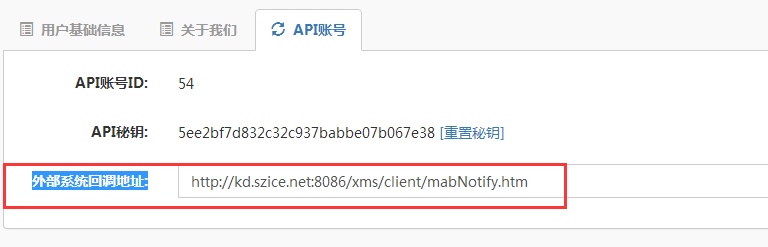 用户基础信息 关于我们 API账号
API账号ID: 54
API秘钥: 5ee2bf7d832c32c937babbe07b067e38 [重置秘钥]
外部系统回调地址: http://kd.szice.net:8086/xms/client/mabNotify.htm